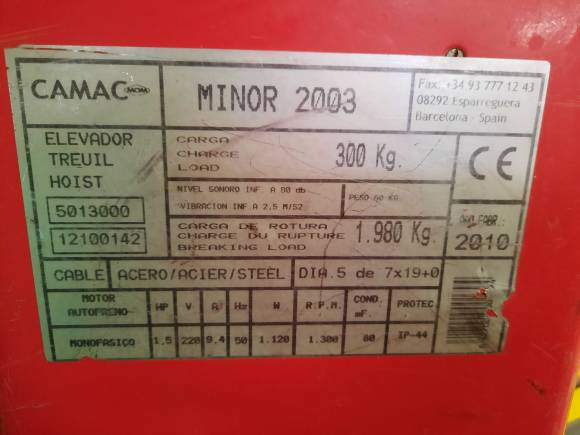 CAMAC MCM
MINOR 2003
Fax: +34 93 777 12 43
08292 Esparreguera
Barcelona - Spain
ELEVADOR
TREUIL
HOIST
5013000
12100142
CARGA
CHARGE
LOAD
300 Kg.
NIVEL SONORO INF. A 80 db
VIBRACION INF. A 2.5 M/S2
PESO 60 KG
CARGA DE ROTURA
CHARGE DU RUPTURE
BREAKING LOAD
1.980 Kg.
CE
FABR.:
2010
CABLE ACERO/ACIER/STEEL DIA.5 de 7x19+0
MOTOR AUTOFRENO HP V A Hz W R.P.M. COND. mF. PROTEC
MONOFASICO 1,5 220 9,4 50 1.120 1.300 80 IP-44